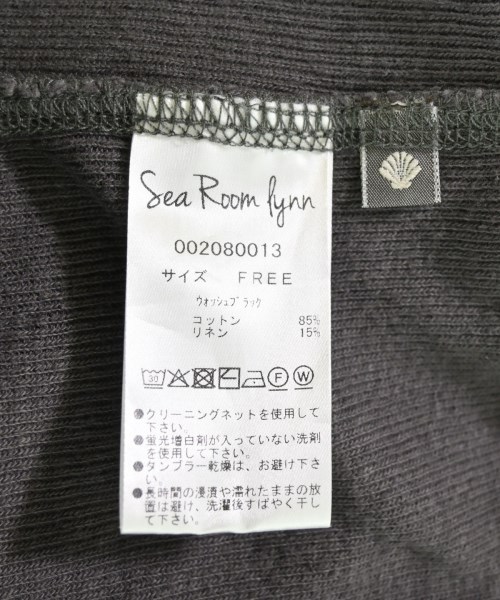 Sea Room lynn
002080013
サイズ FREE
ウォッシュブラック
コットン 85%
リネン 15%
30 F W
●クリーニングネットを使用して
下さい。
●蛍光増白剤が入っていない洗剤
を使用して下さい。
●タンブラー乾燥は、お避け下さ
い。
●長時間の浸漬や濡れたままの放
置は避け、洗濯後すばやく干し
て下さい。